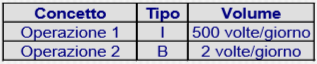 Concetto Tipo Volume
Operazione 1 I 500 volte/giorno
Operazione 2 B 2 volte/giorno